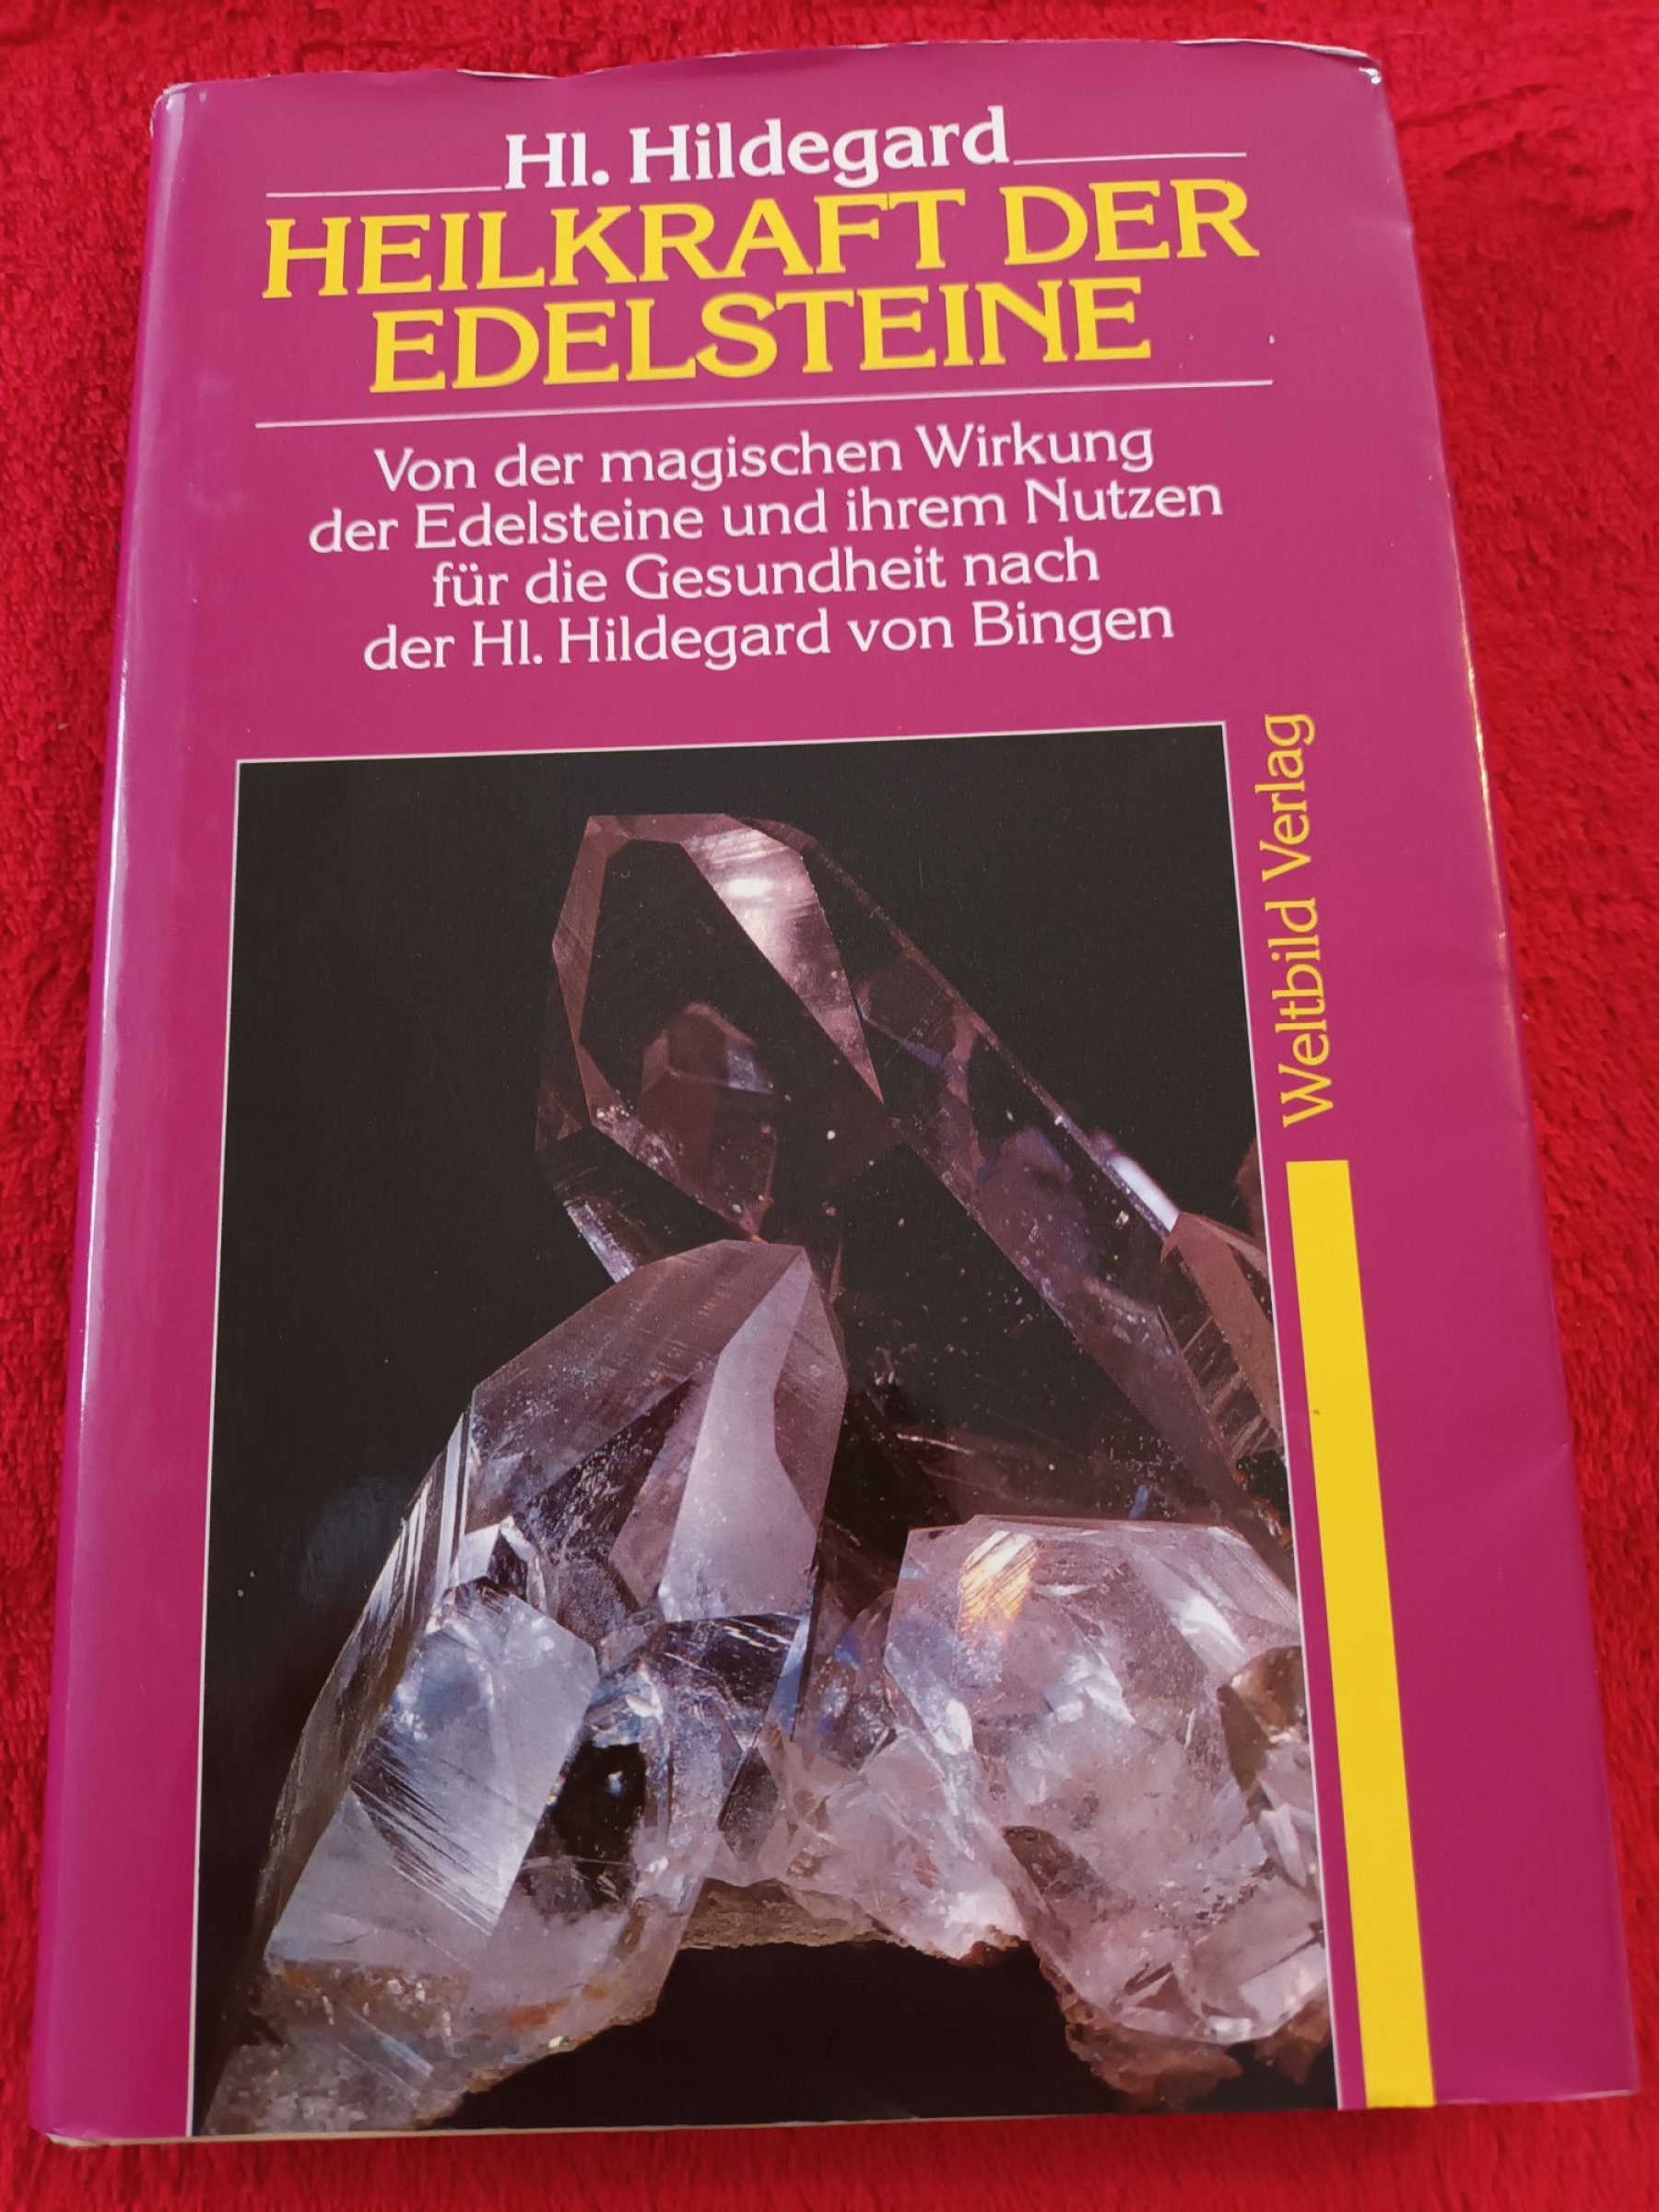 Hl. Hildegard
HEILKRAFT DER
EDELSTEINE
Von der magischen Wirkung
der Edelsteine und ihrem Nutzen
für die Gesundheit nach
der Hl. Hildegard von Bingen
Weltbild Verlag